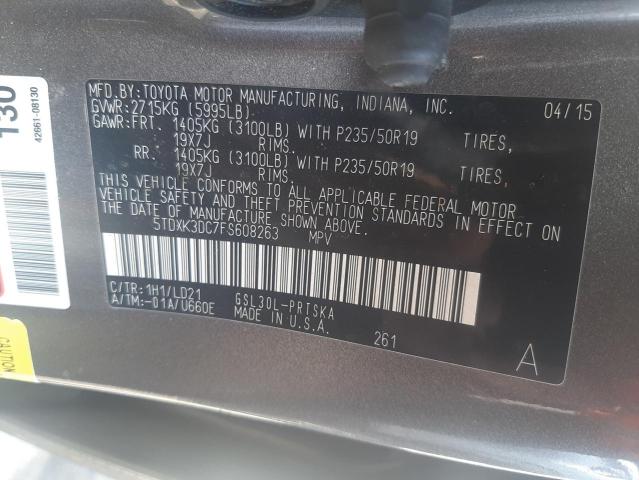 MFD.BY:TOYOTA MOTOR MANUFACTURING, INDIANA, INC. 04/15
GVWR:2715KG (5995LB)
GAWR:FRT. 1405KG (3100LB) WITH P235/50R19 TIRES,
19X7J RIMS.
RR. 1405KG (3100LB) WITH P235/50R19 TIRES,
19X7J RIMS.
THIS VEHICLE CONFORMS TO ALL APPLICABLE FEDERAL MOTOR
VEHICLE SAFETY AND THEFT PREVENTION STANDARDS IN EFFECT ON
THE DATE OF MANUFACTURE SHOWN ABOVE.
5TDXK3DC7FS608263 MPV
C/TR:1H1/LD21 GSL30L-PRTSKA
A/TM:-01A/U660E MADE IN U.S.A.
261
A
130
42661-08130
CAUTION